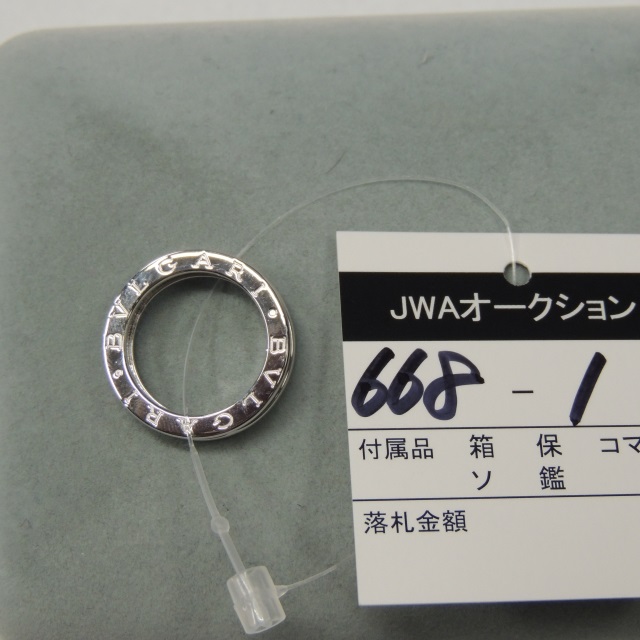 BVLGARI • BVLGARI •
JWAオークション
668 - 1
付属品 箱 保 コマ
ソ 鑑
落札金額